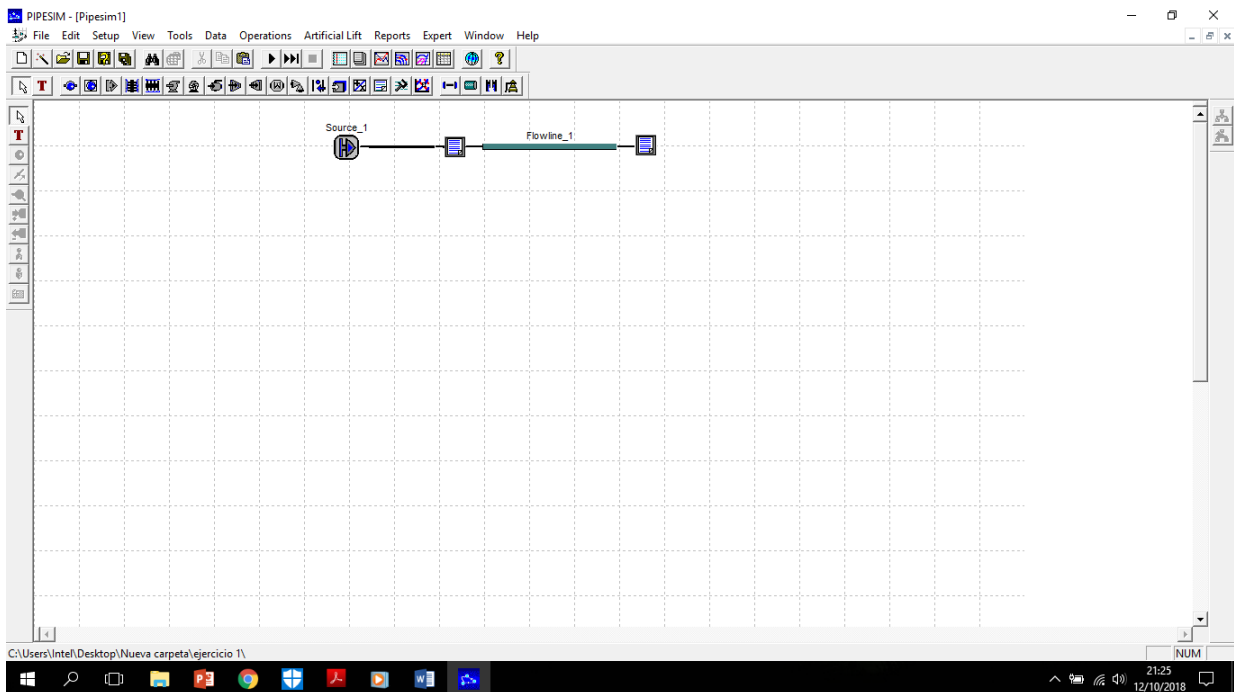 PIPESIM - [Pipesim1]
File Edit Setup View Tools Data Operations Artificial Lift Reports Expert Window Help
T
T
Source_1
Flowline_1
C:\Users\Intel\Desktop\Nueva carpeta\ejercicio 1\
NUM
21:25
12/10/2018